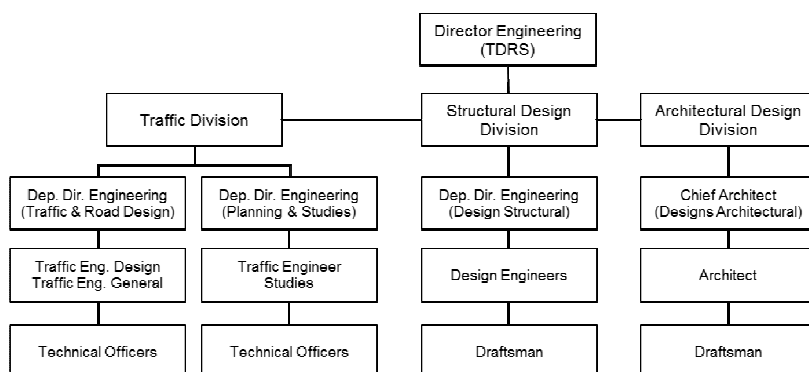 Director Engineering
(TDRS)
Traffic Division
Structural Design
Division
Architectural Design
Division
Dep. Dir. Engineering
(Traffic & Road Design)
Dep. Dir. Engineering
(Planning & Studies)
Dep. Dir. Engineering
(Design Structural)
Chief Architect
(Designs Architectural)
Traffic Eng. Design
Traffic Eng. General
Traffic Engineer
Studies
Design Engineers
Architect
Technical Officers
Technical Officers
Draftsman
Draftsman